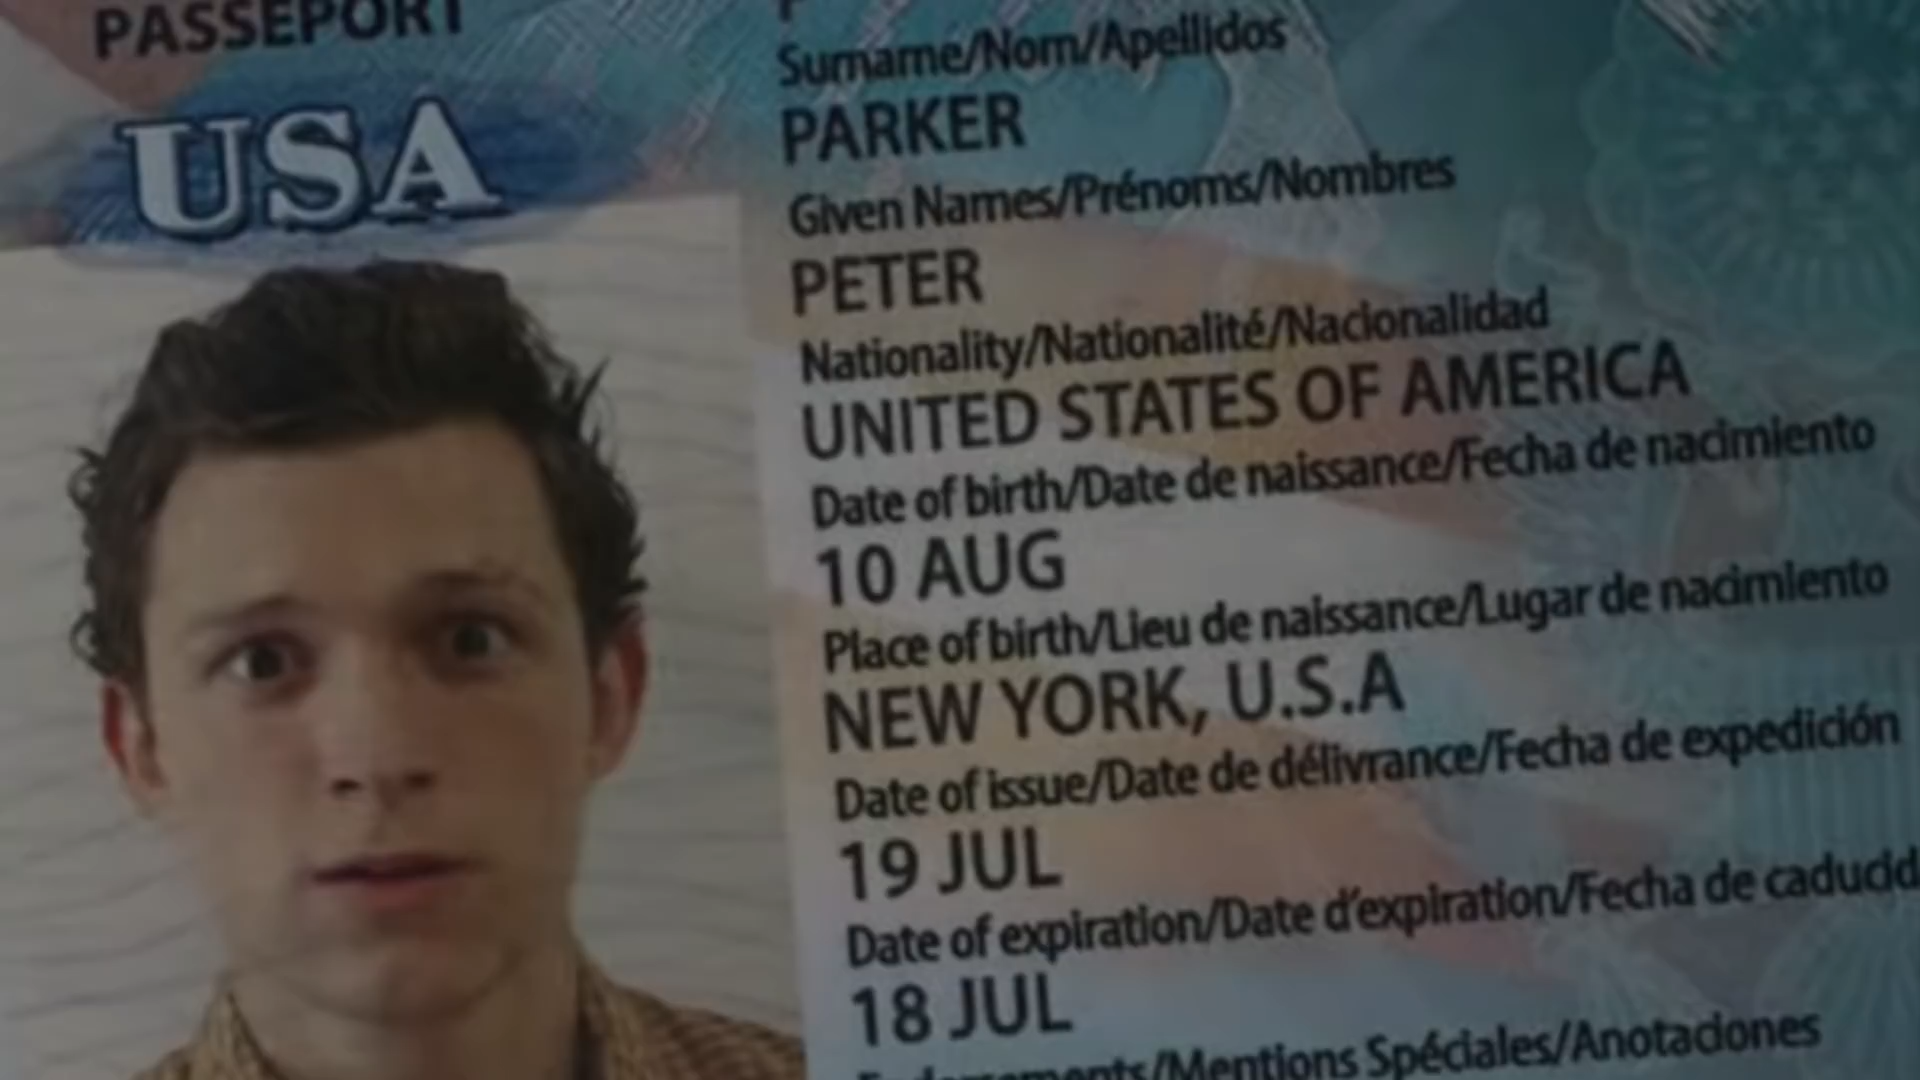 PASSEPORT
USA
Surname/Nom/Apellidos
PARKER
Given Names/Prénoms/Nombres
PETER
Nationality/Nationalité/Nacionalidad
UNITED STATES OF AMERICA
Date of birth/Date de naissance/Fecha de nacimiento
10 AUG
Place of birth/Lieu de naissance/Lugar de nacimiento
NEW YORK, U.S.A
Date of issue/Date de délivrance/Fecha de expedición
19 JUL
Date of expiration/Date d'expiration/Fecha de caducid
18 JUL
Endorsements/Mentions Spéciales/Anotaciones